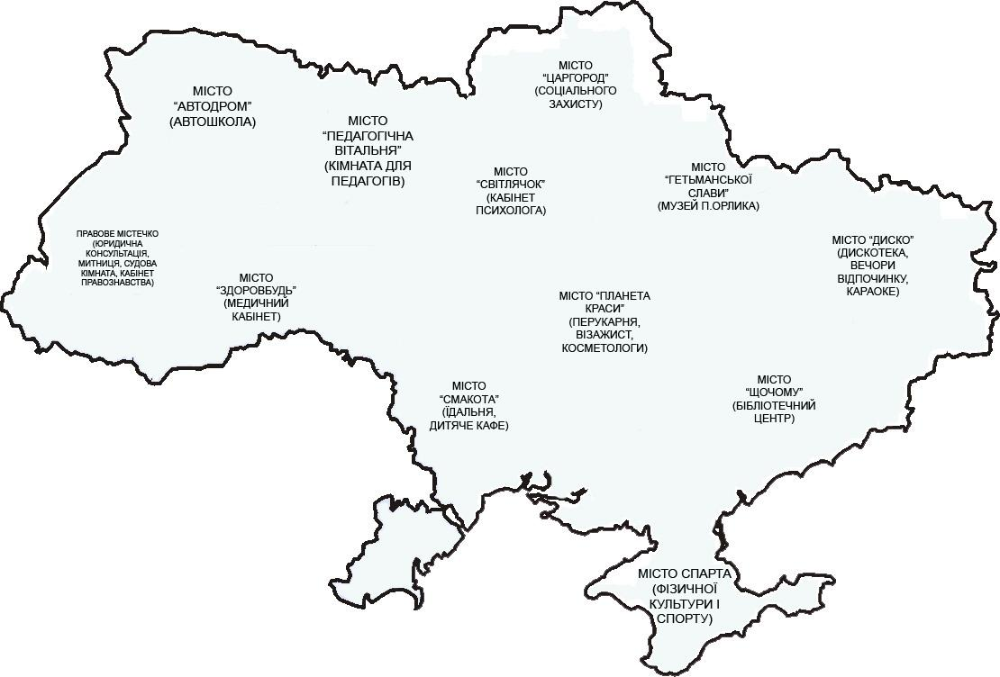 МІСТО
“ЦАРГОРОД”
(СОЦІАЛЬНОГО
ЗАХИСТУ)
МІСТО
“АВТОДРОМ”
(АВТОШКОЛА)
МІСТО
“ПЕДАГОГІЧНА
ВІТАЛЬНЯ”
(КІМНАТА ДЛЯ
ПЕДАГОГІВ)
МІСТО
“СВІТЛЯЧОК”
(КАБІНЕТ
ПСИХОЛОГА)
МІСТО
“ГЕТЬМАНСЬКОЇ
СЛАВИ”
(МУЗЕЙ П.ОРЛИКА)
ПРАВОВЕ МІСТЕЧКО
(ЮРИДИЧНА
КОНСУЛЬТАЦІЯ,
МИТНИЦЯ, СУДОВА
КІМНАТА, КАБІНЕТ
ПРАВОЗНАВСТВА)
МІСТО “ДИСКО”
(ДИСКОТЕКА,
ВЕЧОРИ
ВІДПОЧИНКУ,
КАРАОКЕ)
МІСТО
“ЗДОРОВБУДЬ”
(МЕДИЧНИЙ
КАБІНЕТ)
МІСТО “ПЛАНЕТА
КРАСИ”
(ПЕРУКАРНЯ,
ВІЗАЖИСТ,
КОСМЕТОЛОГИ)
МІСТО
“СМАКОТА”
(ЇДАЛЬНЯ,
ДИТЯЧЕ КАФЕ)
МІСТО
“ЩОЧОМУ”
(БІБЛІОТЕЧНИЙ
ЦЕНТР)
МІСТО СПАРТА
(ФІЗИЧНОЇ
КУЛЬТУРИ І
СПОРТУ)